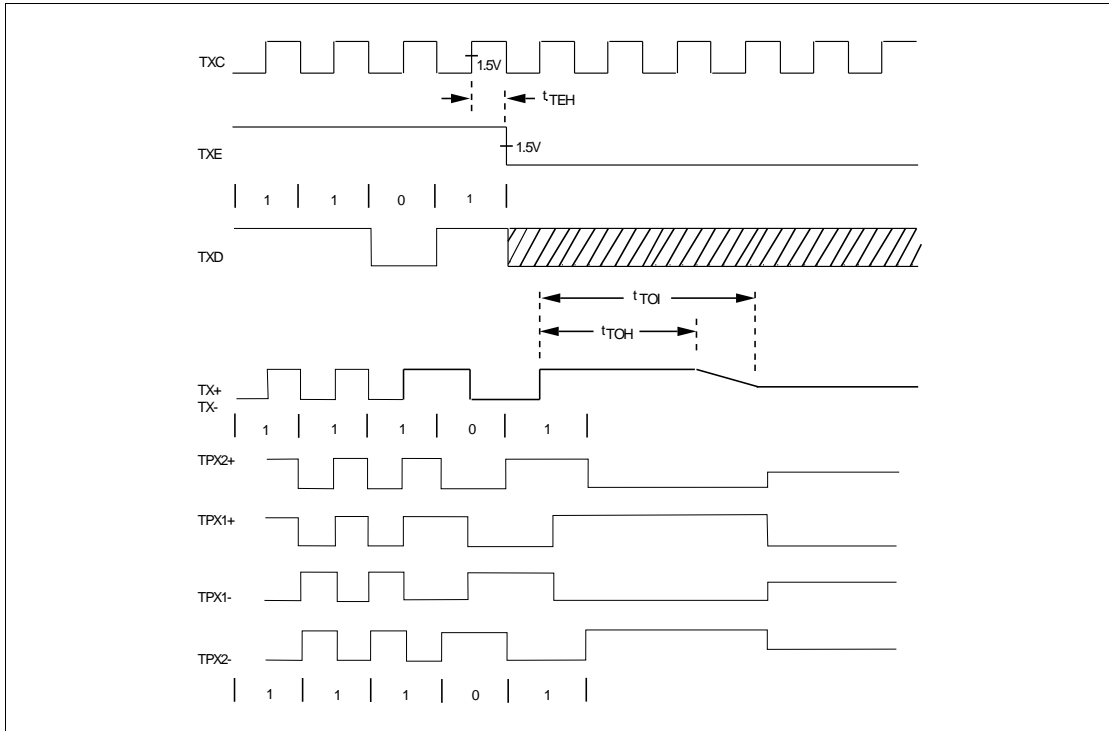 TXC
1.5V
t.TEH
TXE
1.5V
1 1 0 1
TXD
t TOI
t TOH
TX+
TX-
1 1 1 0 1
TPX2+
TPX1+
TPX1-
TPX2-
1 1 1 0 1